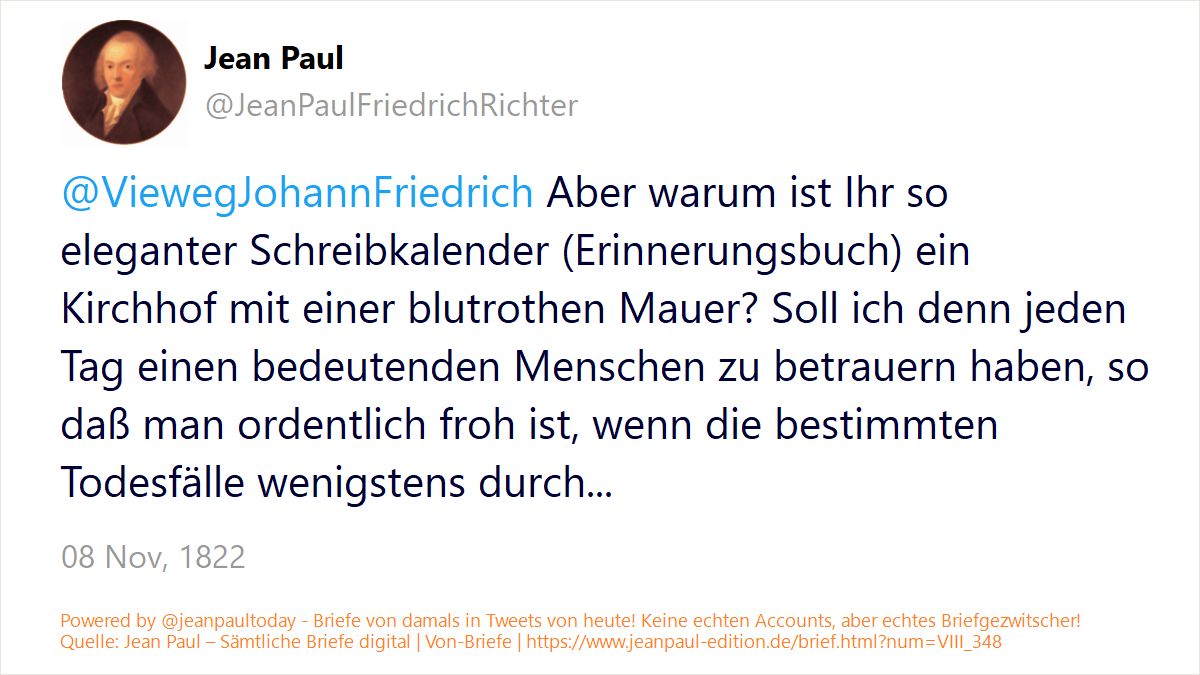 Jean Paul
@JeanPaulFriedrichRichter
@ViewegJohannFriedrich Aber warum ist Ihr so
eleganter Schreibkalender (Erinnerungsbuch) ein
Kirchhof mit einer blutrothen Mauer? Soll ich denn jeden
Tag einen bedeutenden Menschen zu betrauern haben, so
daß man ordentlich froh ist, wenn die bestimmten
Todesfälle wenigstens durch...
08 Nov, 1822
Powered by @jeanpaultoday - Briefe von damals in Tweets von heute! Keine echten Accounts, aber echtes Briefgezwitscher!
Quelle: Jean Paul – Sämtliche Briefe digital | Von-Briefe | https://www.jeanpaul-edition.de/brief.html?num=VIII_348